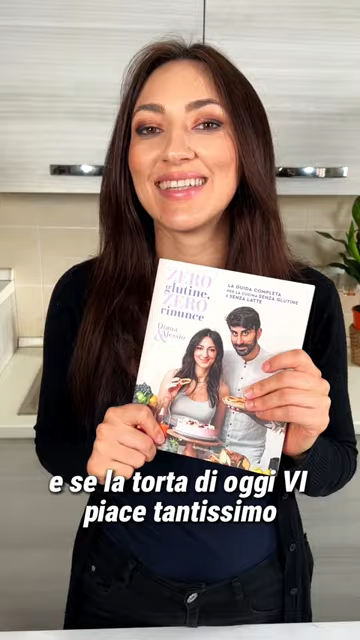 ZERO
glutine,
ZERO
rinunce
Diana
& Alessio
LA GUIDA COMPLETA
PER LA CUCINA SENZA GLUTINE
E SENZA LATTE
e se la torta di oggi VI
piace tantissimo